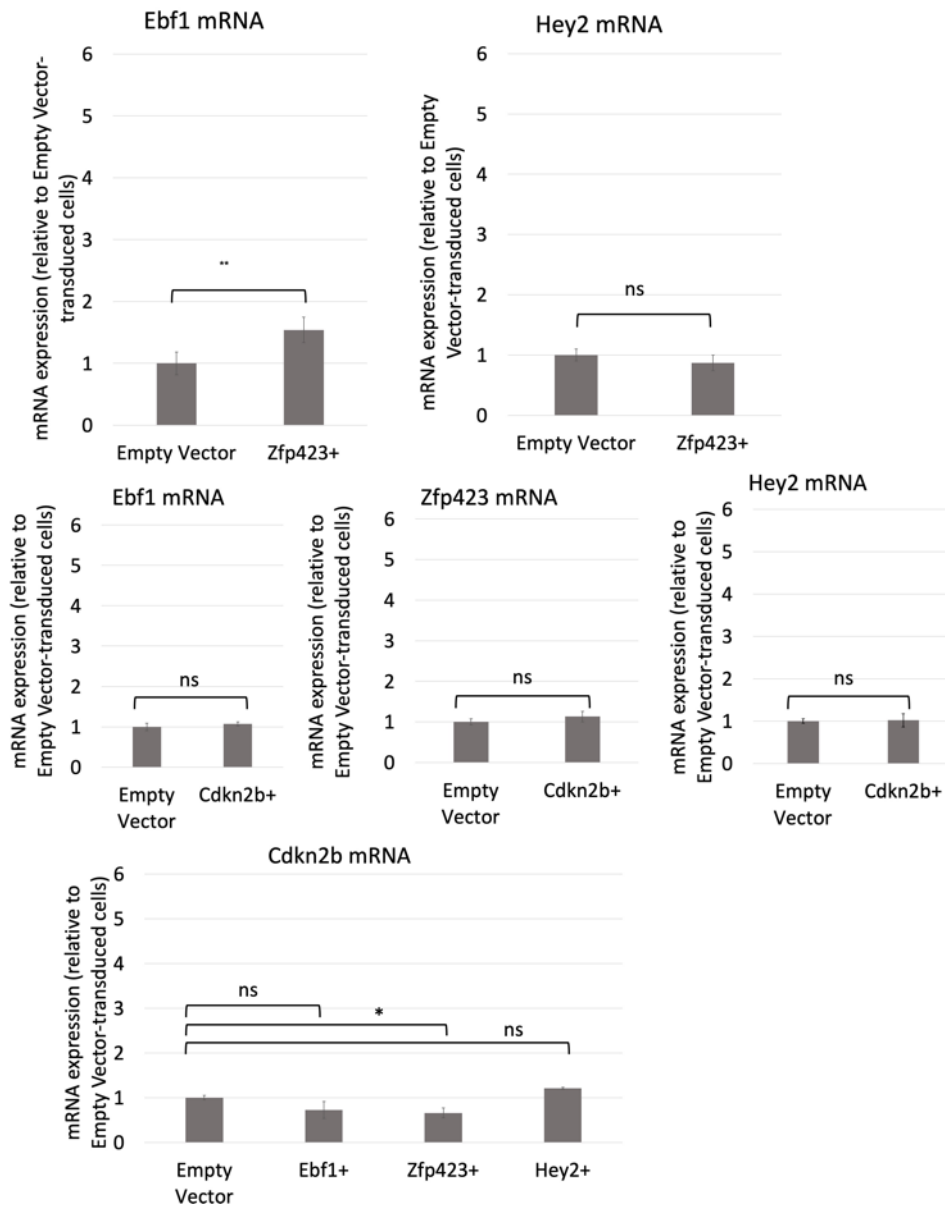 Ebf1 mRNA
mRNA expression (relative to Empty Vector-
transduced cells)
6
5
4
3
2
1
0
**
Empty Vector
Zfp423+
Hey2 mRNA
mRNA expression (relative to Empty
Vector-transduced cells)
6
5
4
3
2
1
0
ns
Empty Vector
Zfp423+
Ebf1 mRNA
mRNA expression (relative to
Empty Vector-transduced cells)
6
5
4
3
2
1
0
ns
Empty
Vector
Cdkn2b+
Zfp423 mRNA
mRNA expression (relative to
Empty Vector-transduced cells)
6
5
4
3
2
1
0
ns
Empty
Vector
Cdkn2b+
Hey2 mRNA
mRNA expression (relative to
Empty Vector-transduced cells)
6
5
4
3
2
1
0
ns
Empty
Vector
Cdkn2b+
Cdkn2b mRNA
mRNA expression (relative to
Empty Vector-transduced cells)
6
5
4
3
2
1
0
ns
*
ns
Empty
Vector
Ebf1+
Zfp423+
Hey2+